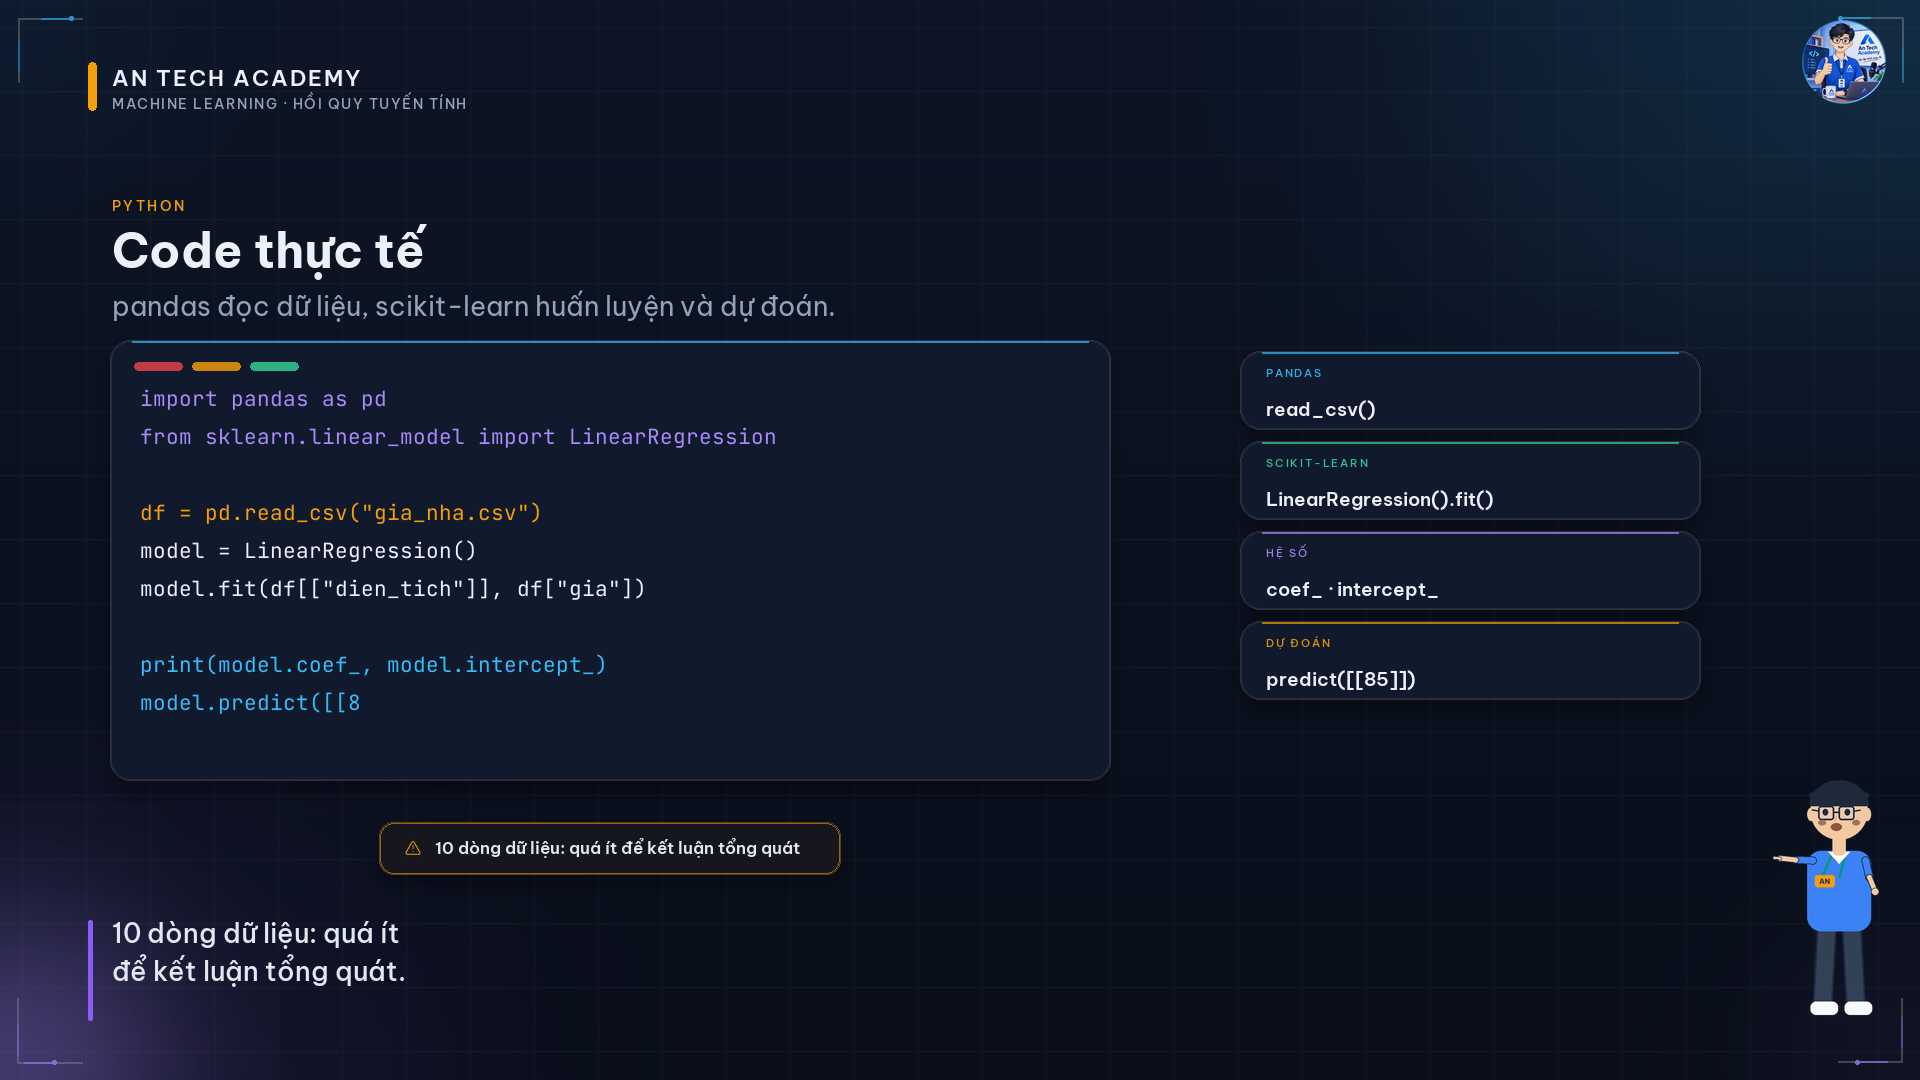 AN TECH ACADEMY
MACHINE LEARNING · HỒI QUY TUYẾN TÍNH
An Tech
Academy
PYTHON
Code thực tế
pandas đọc dữ liệu, scikit-learn huấn luyện và dự đoán.
import pandas as pd
from sklearn.linear_model import LinearRegression
df = pd.read_csv("gia_nha.csv")
model = LinearRegression()
model.fit(df[["dien_tich"]], df["gia"])
print(model.coef_, model.intercept_)
model.predict([[8
PANDAS
read_csv()
SCIKIT-LEARN
LinearRegression().fit()
HỆ SỐ
coef_ · intercept_
DỰ ĐOÁN
predict([[85]])
10 dòng dữ liệu: quá ít để kết luận tổng quát
10 dòng dữ liệu: quá ít
để kết luận tổng quát.
AN